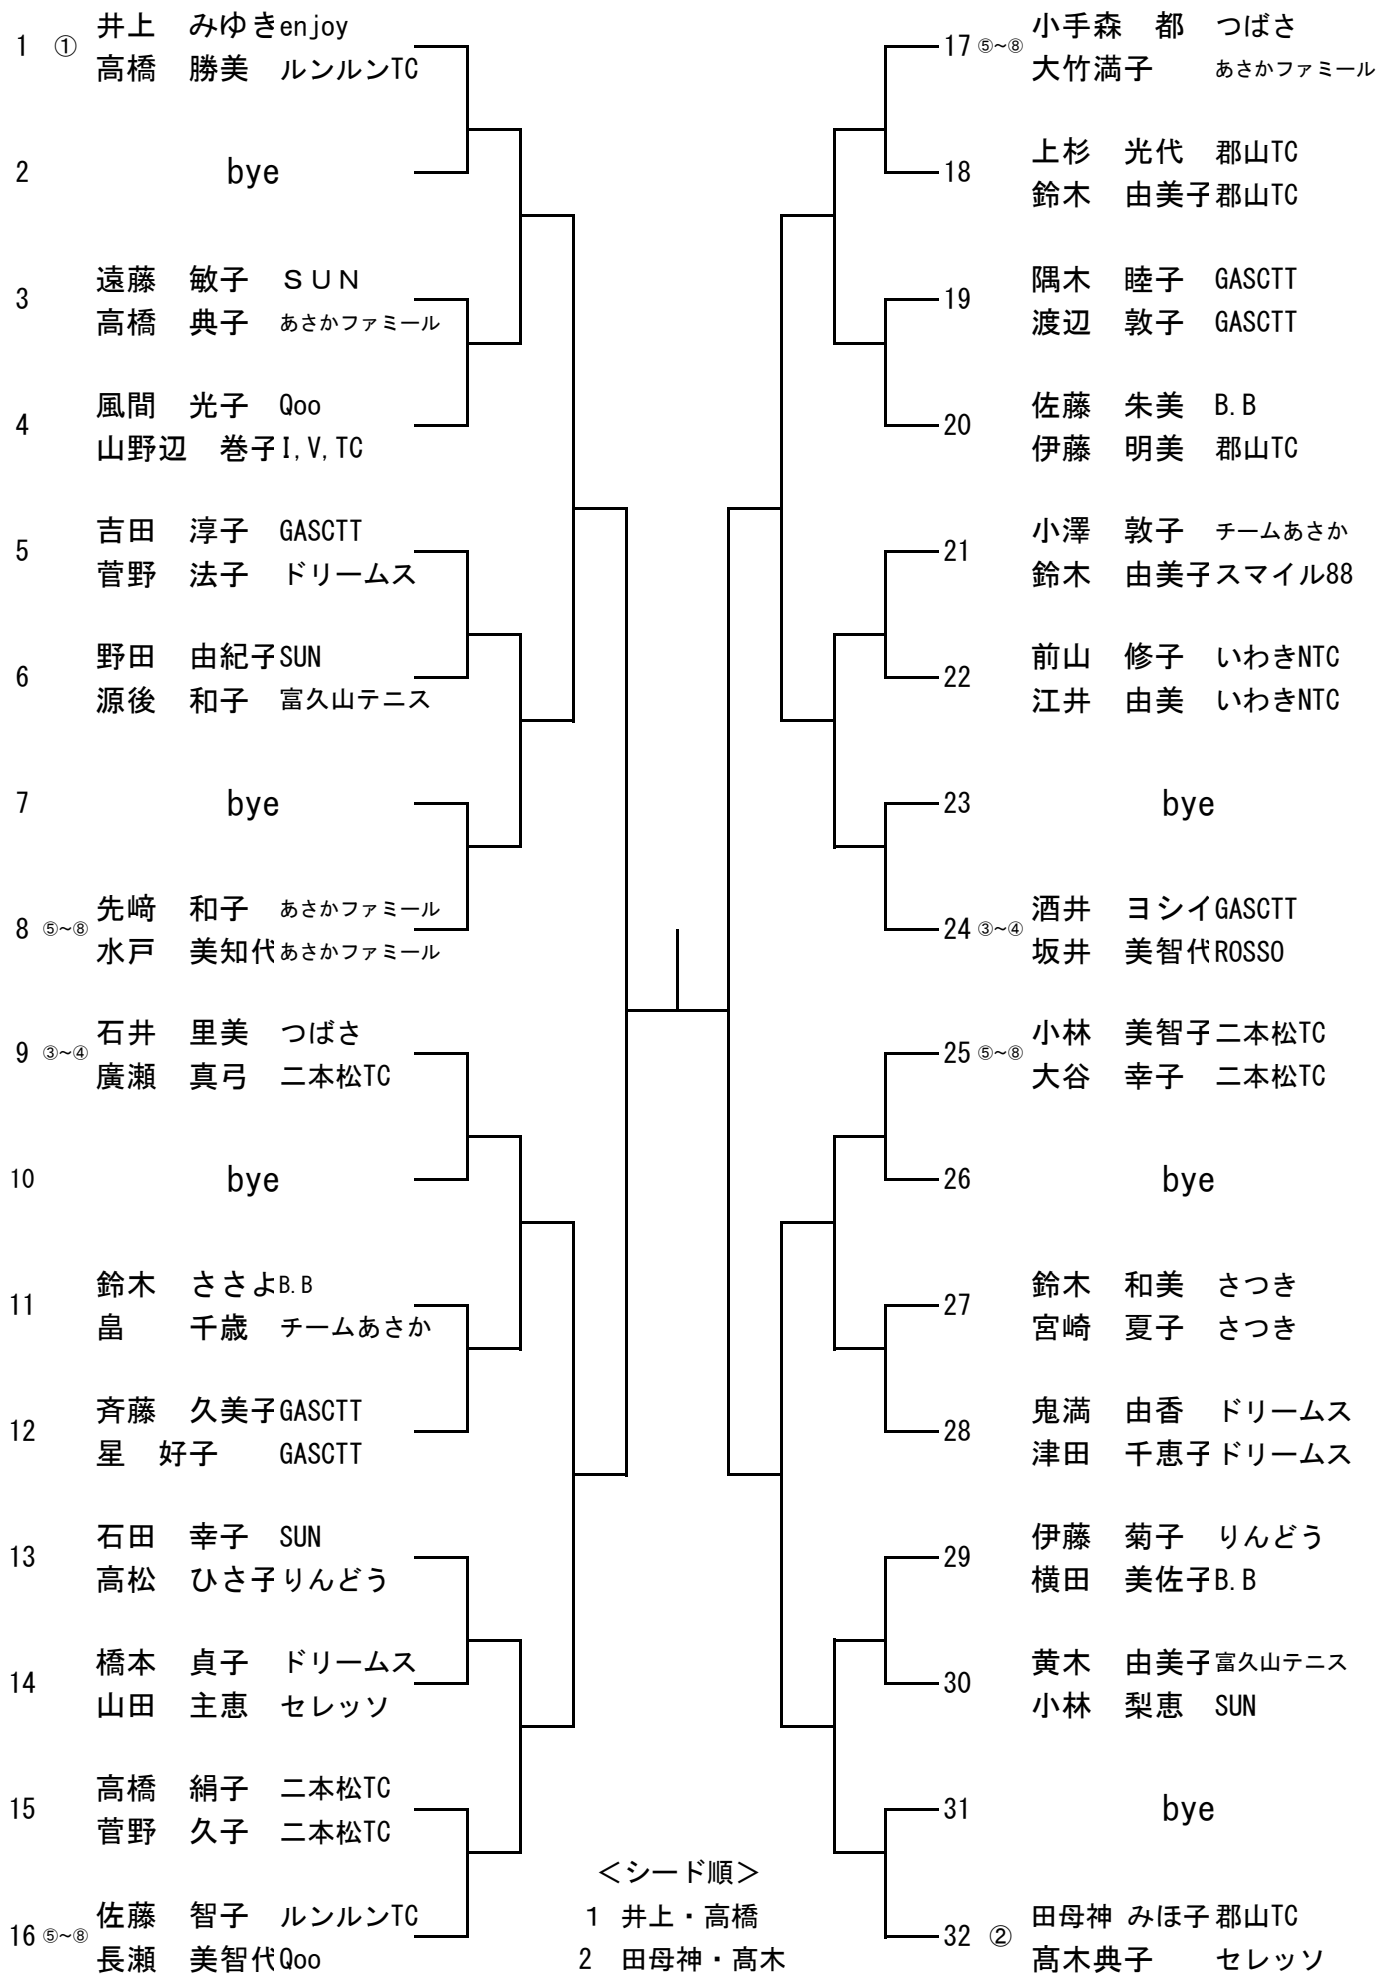 1 ① 井上 みゆき enjoy
高橋 勝美 ルンルンTC
2 bye
3 遠藤 敏子 ＳＵＮ
高橋 典子 あさかファミール
4 風間 光子 Qoo
山野辺 巻子 I,V,TC
5 吉田 淳子 GASCTT
菅野 法子 ドリームス
6 野田 由紀子 SUN
源後 和子 富久山テニス
7 bye
8 ⑤~⑧ 先﨑 和子 あさかファミール
水戸 美知代 あさかファミール
9 ③~④ 石井 里美 つばさ
廣瀬 真弓 二本松TC
10 bye
11 鈴木 ささよ B.B
畠 千歳 チームあさか
12 斉藤 久美子 GASCTT
星 好子 GASCTT
13 石田 幸子 SUN
高松 ひさ子 りんどう
14 橋本 貞子 ドリームス
山田 主恵 セレッソ
15 高橋 絹子 二本松TC
菅野 久子 二本松TC
16 ⑤~⑧ 佐藤 智子 ルンルンTC
長瀬 美智代 Qoo
17 ⑤~⑧ 小手森 都 つばさ
大竹満子 あさかファミール
18 上杉 光代 郡山TC
鈴木 由美子 郡山TC
19 隅木 睦子 GASCTT
渡辺 敦子 GASCTT
20 佐藤 朱美 B.B
伊藤 明美 郡山TC
21 小澤 敦子 チームあさか
鈴木 由美子 スマイル88
22 前山 修子 いわきNTC
江井 由美 いわきNTC
23 bye
24 ③~④ 酒井 ヨシイ GASCTT
坂井 美智代 ROSSO
25 ⑤~⑧ 小林 美智子 二本松TC
大谷 幸子 二本松TC
26 bye
27 鈴木 和美 さつき
宮崎 夏子 さつき
28 鬼満 由香 ドリームス
津田 千恵子 ドリームス
29 伊藤 菊子 りんどう
横田 美佐子 B.B
30 黄木 由美子 富久山テニス
小林 梨恵 SUN
31 bye
32 ② 田母神 みほ子 郡山TC
髙木典子 セレッソ
＜シード順＞
1 井上・高橋
2 田母神・髙木